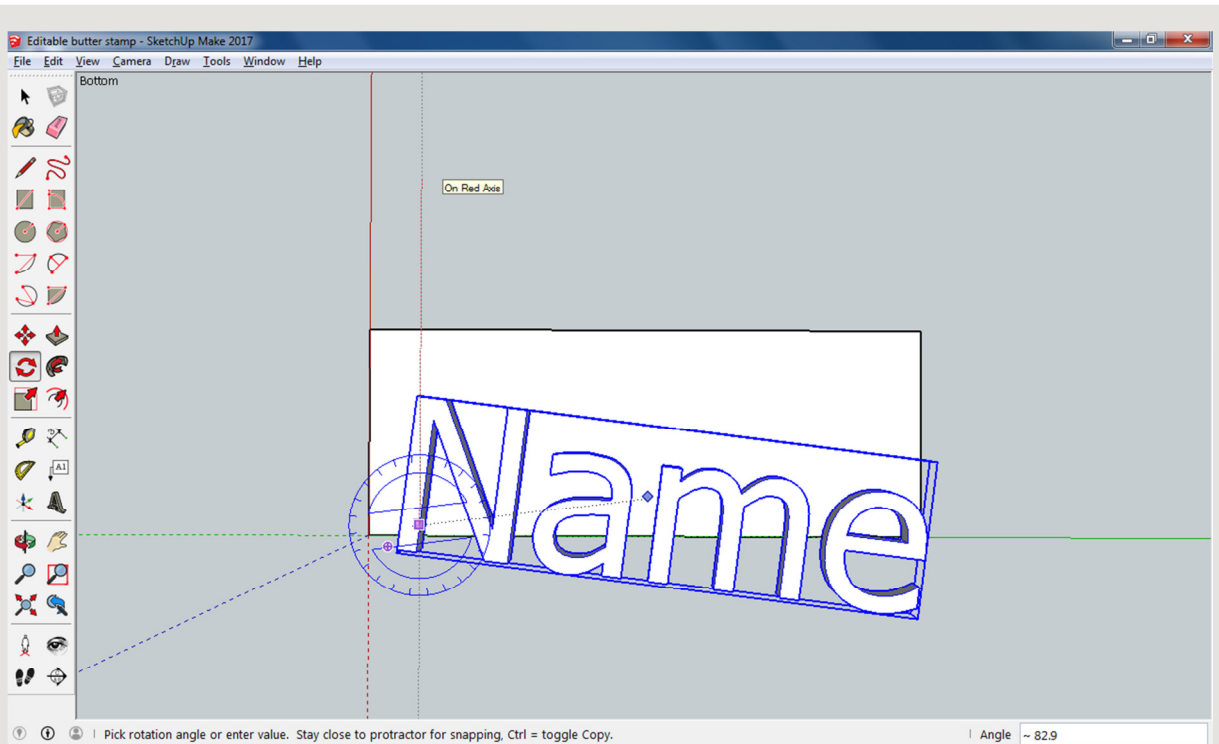 Editable butter stamp - SketchUp Make 2017
File Edit View Camera Draw Tools Window Help
Bottom
On Red Axis
A1
Name
Pick rotation angle or enter value. Stay close to protractor for snapping, Ctrl = toggle Copy.
Angle ~ 82.9